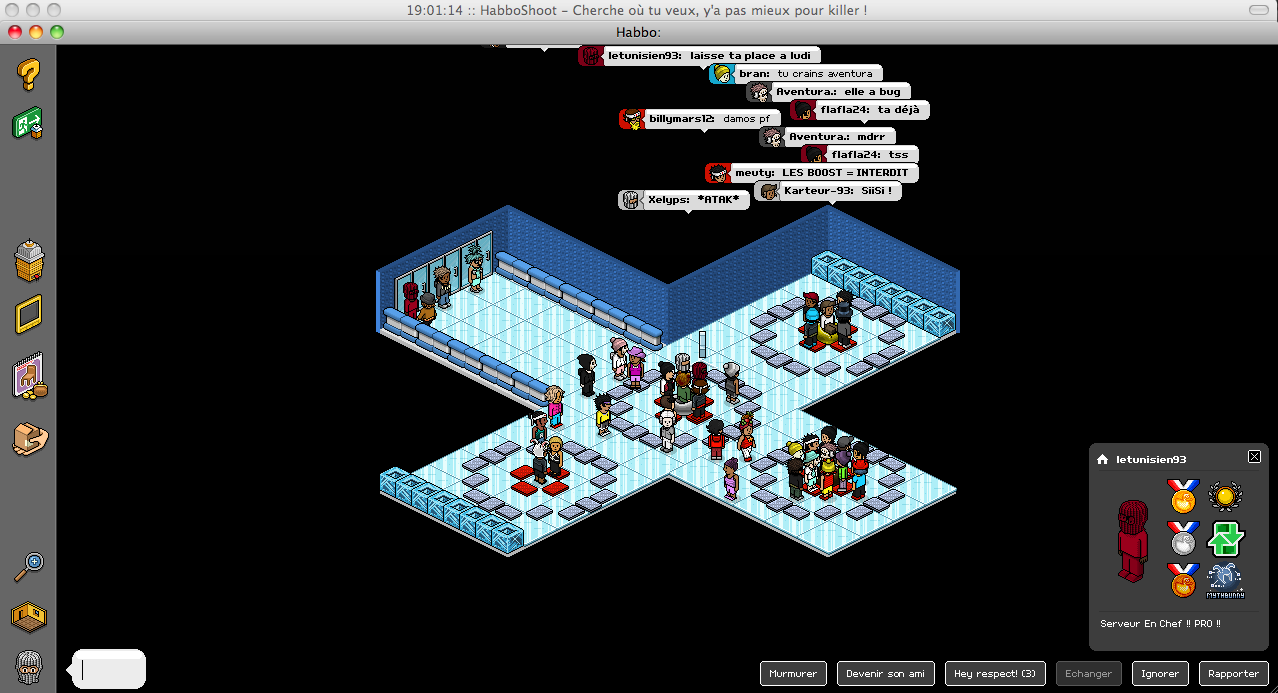 19:01:14 :: HabboShoot - Cherche où tu veux, y'a pas mieux pour killer !
Habbo:
letunisien93: laisse ta place a ludi
bran: tu crains aventura
Aventura.: elle a bug
flafla24: ta déjà
billymars12: damos pf
Aventura.: mdrr
flafla24: tss
meuty: LES BOOST = INTERDIT
Karteur-93: SiiSi !
Xelyps: *ATAK*
letunisien93
MYTHBUNNY
Serveur En Chef !! PRO !!
Murmurer
Devenir son ami
Hey respect! (3)
Echanger
Ignorer
Rapporter